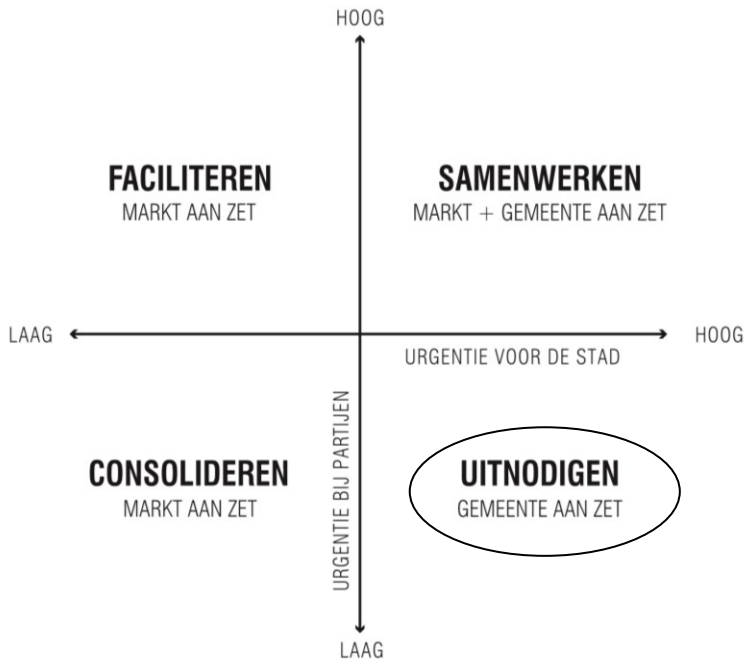 HOOG
FACILITEREN
MARKT AAN ZET
SAMENWERKEN
MARKT + GEMEENTE AAN ZET
LAAG
HOOG
URGENTIE VOOR DE STAD
URGENTIE BIJ PARTIJEN
CONSOLIDEREN
MARKT AAN ZET
UITNODIGEN
GEMEENTE AAN ZET
LAAG